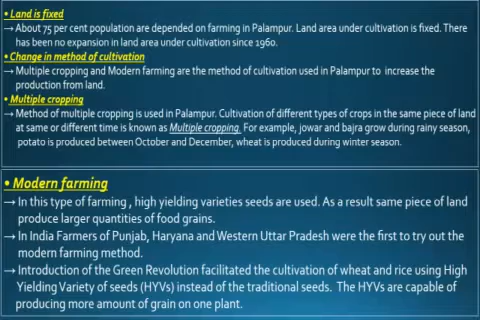 • Land is fixed
→ About 75 per cent population are depended on farming in Palampur. Land area under cultivation is fixed. There
has been no expansion in land area under cultivation since 1960.
• Change in method of cultivation
→ Multiple cropping and Modern farming are the method of cultivation used in Palampur to increase the
production from land.
• Multiple cropping
→ Method of multiple cropping is used in Palampur. Cultivation of different types of crops in the same piece of land
at same or different time is known as Multiple cropping. For example, jowar and bajra grow during rainy season,
potato is produced between October and December, wheat is produced during winter season.
• Modern farming
→ In this type of farming , high yielding varieties seeds are used. As a result same piece of land
produce larger quantities of food grains.
→ In India Farmers of Punjab, Haryana and Western Uttar Pradesh were the first to try out the
modern farming method.
→ Introduction of the Green Revolution facilitated the cultivation of wheat and rice using High
Yielding Variety of seeds (HYVs) instead of the traditional seeds. The HYVs are capable of
producing more amount of grain on one plant.